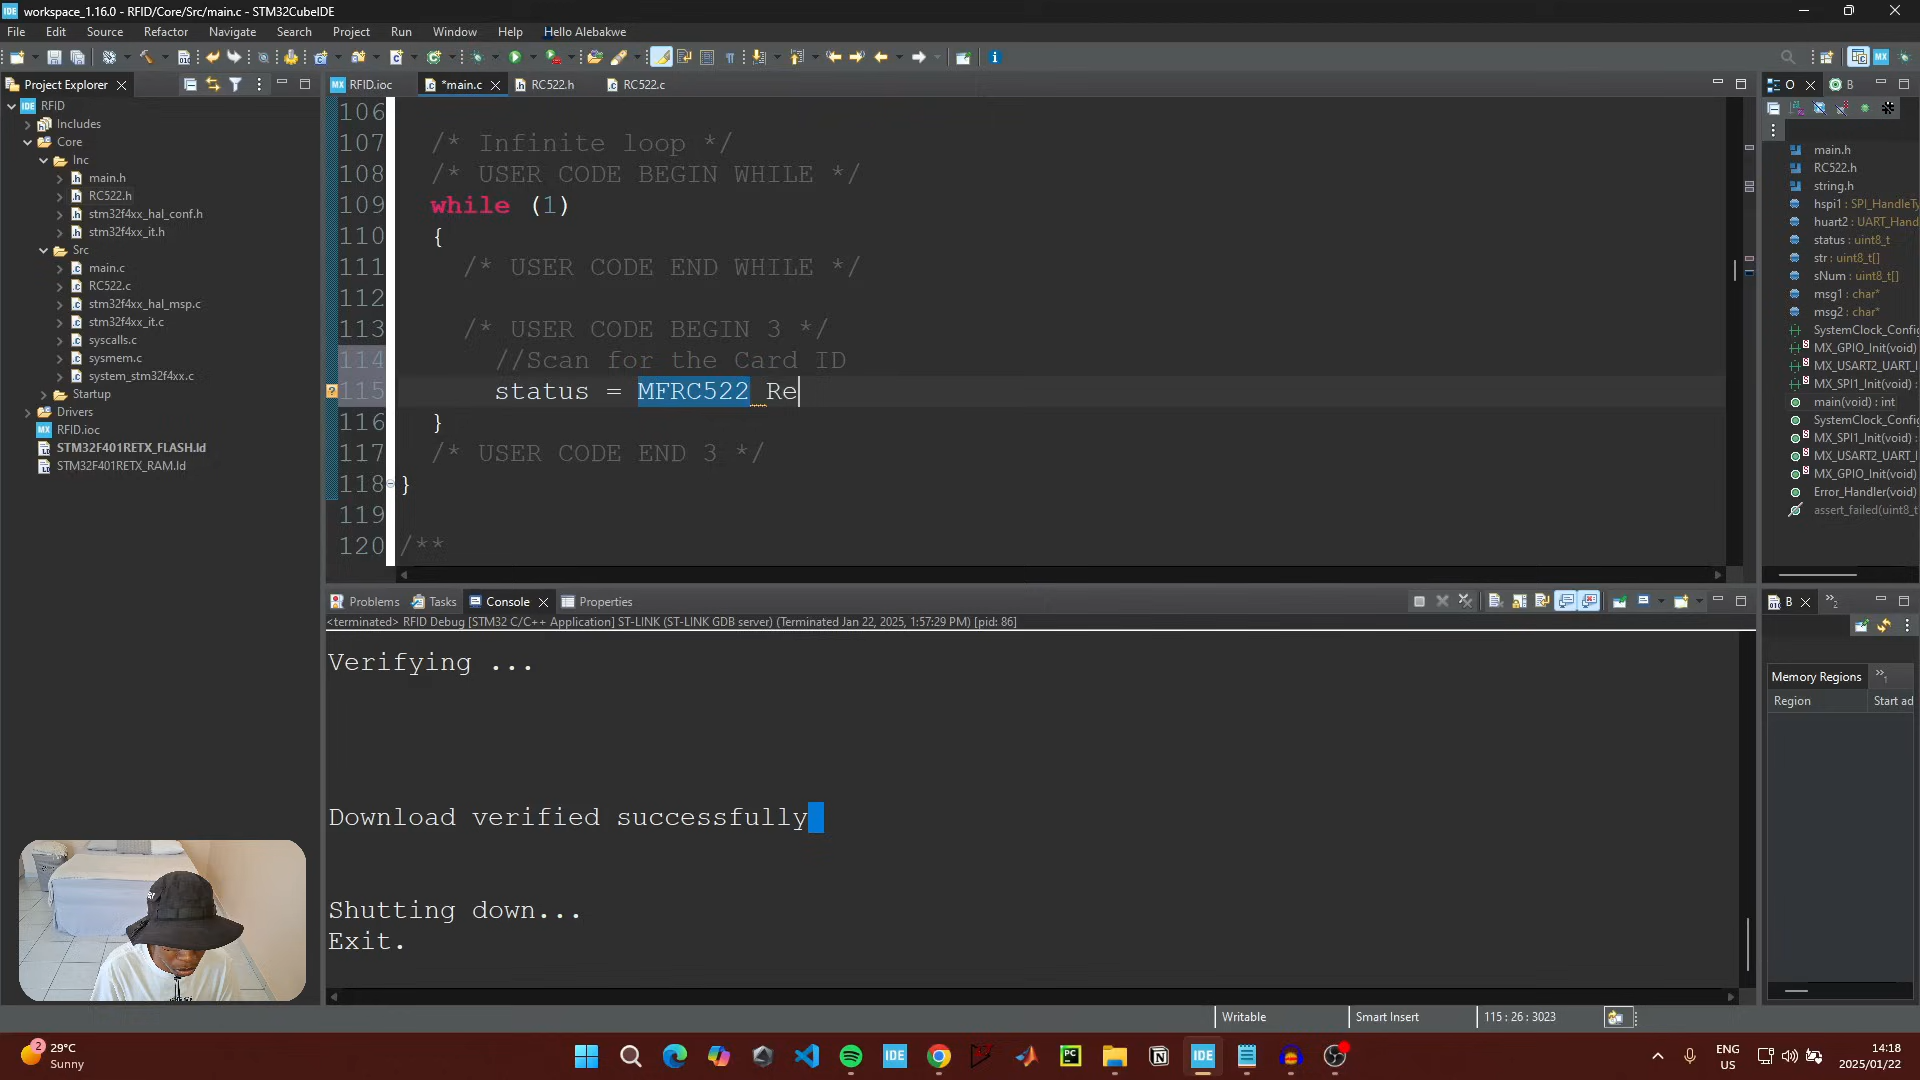 workspace_1.16.0 - RFID/Core/Src/main.c - STM32CubeIDE
File Edit Source Refactor Navigate Search Project Run Window Help Hello Alebakwe
Project Explorer
RFID
Includes
Core
Inc
main.h
RC522.h
stm32f4xx_hal_conf.h
stm32f4xx_it.h
Src
main.c
RC522.c
stm32f4xx_hal_msp.c
stm32f4xx_it.c
syscalls.c
sysmem.c
system_stm32f4xx.c
Startup
Drivers
RFID.ioc
STM32F401RETX_FLASH.ld
STM32F401RETX_RAM.ld
RFID.ioc *main.c RC522.h RC522.c
106
107 /* Infinite loop */
108 /* USER CODE BEGIN WHILE */
109 while (1)
110 {
111 /* USER CODE END WHILE */
112
113 /* USER CODE BEGIN 3 */
114 //Scan for the Card ID
115 status = MFRC522_Re
116 }
117 /* USER CODE END 3 */
118 }
119
120 /**
Problems Tasks Console Properties
<terminated> RFID Debug [STM32 C/C++ Application] ST-LINK (ST-LINK GDB server) (Terminated Jan 22, 2025, 1:57:29 PM) [pid: 86]
Verifying ...
Download verified successfully
Shutting down...
Exit.
O B
main.h
RC522.h
string.h
hspi1 : SPI_HandleTy
huart2 : UART_Hand
status : uint8_t
str : uint8_t[]
sNum : uint8_t[]
msg1 : char*
msg2 : char*
SystemClock_Config
MX_GPIO_Init(void)
MX_USART2_UART_I
MX_SPI1_Init(void) :
main(void) : int
SystemClock_Config
MX_SPI1_Init(void) :
MX_USART2_UART_I
MX_GPIO_Init(void)
Error_Handler(void)
assert_failed(uint8_t
B
Memory Regions
Region Start ad
Writable Smart Insert 115 : 26 : 3023
2
29°C
Sunny
ENG
US
14:18
2025/01/22